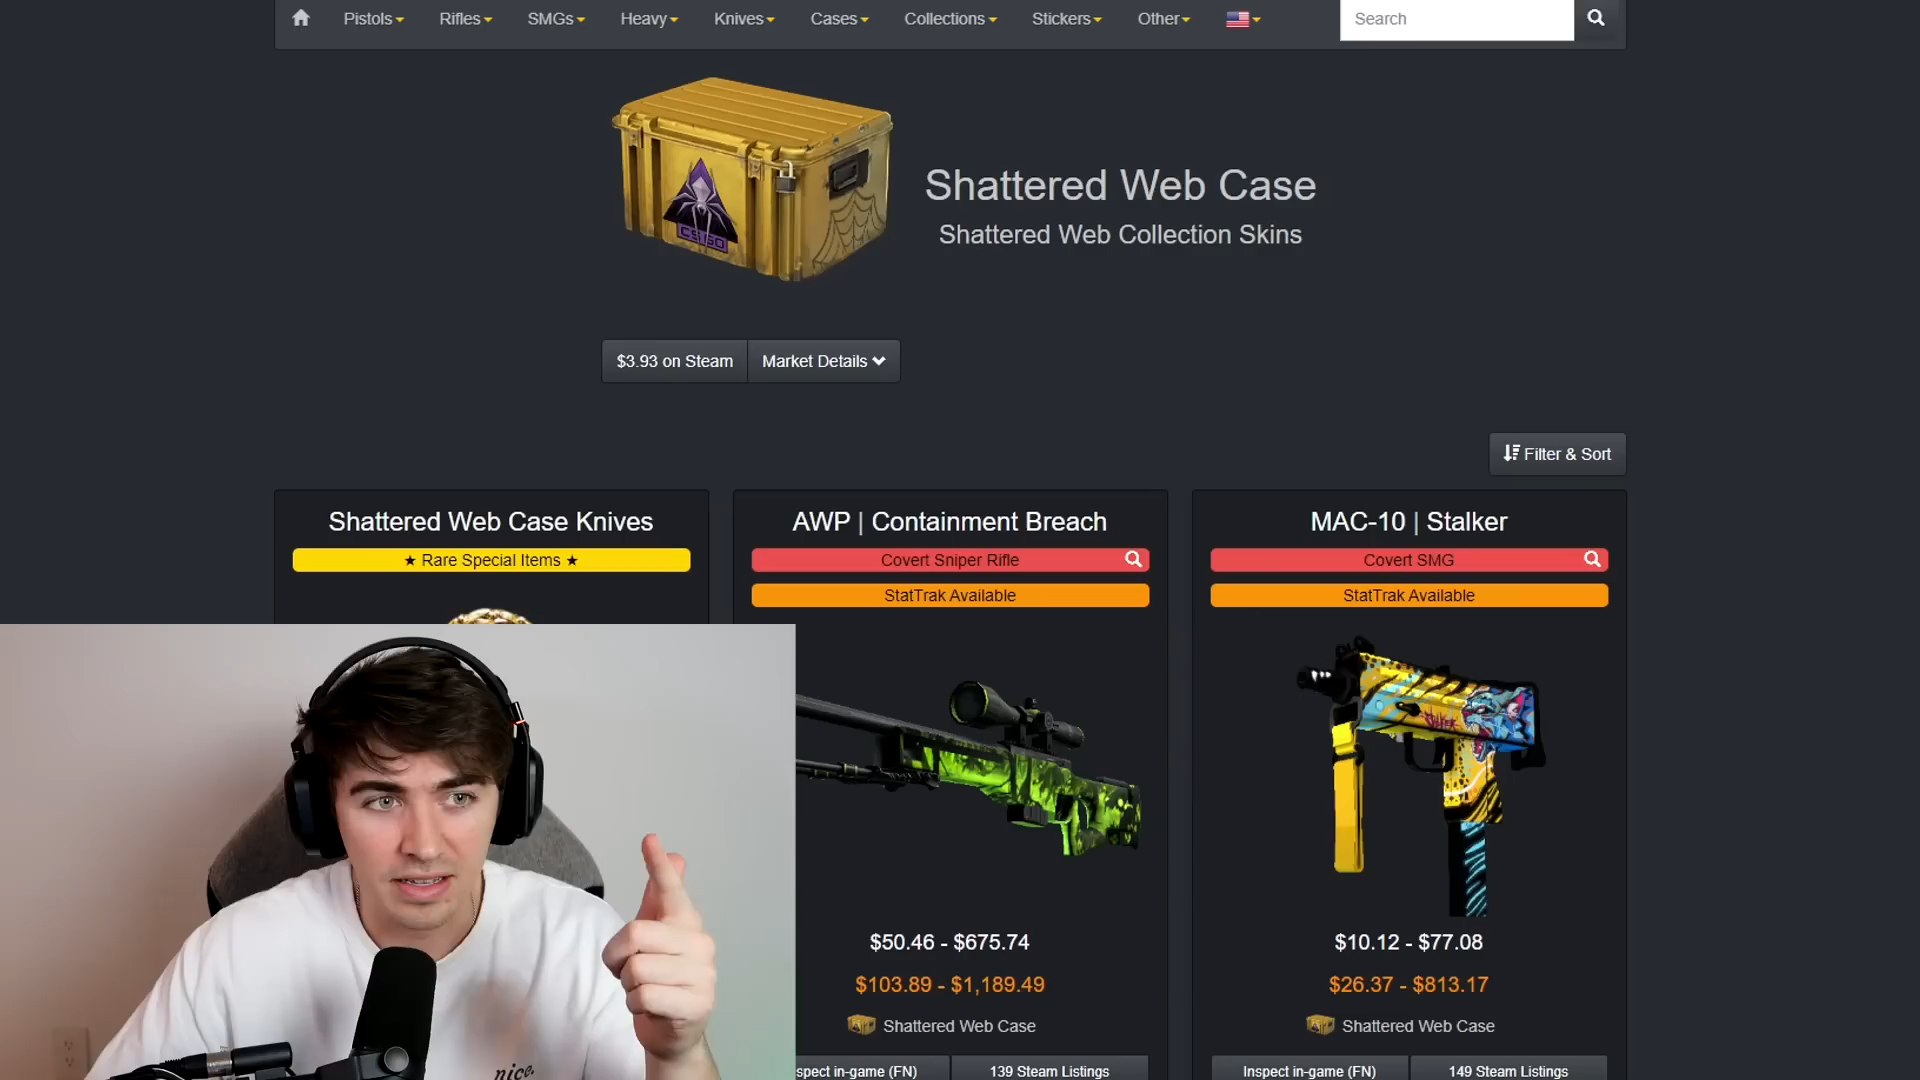 Pistols Rifles SMGs Heavy Knives Cases Collections Stickers Other Search
CS:GO
Shattered Web Case
Shattered Web Collection Skins
$3.93 on Steam Market Details
Filter & Sort
Shattered Web Case Knives
★ Rare Special Items ★
AWP | Containment Breach
Covert Sniper Rifle
StatTrak Available
$50.46 - $675.74
$103.89 - $1,189.49
Shattered Web Case
spect in-game (FN) 139 Steam Listings
MAC-10 | Stalker
Covert SMG
StatTrak Available
$10.12 - $77.08
$26.37 - $813.17
Shattered Web Case
Inspect in-game (FN) 149 Steam Listings
nice.